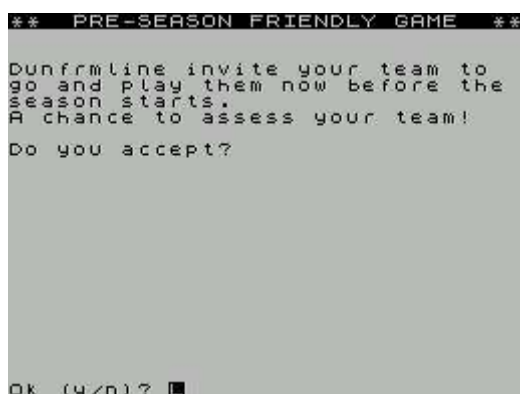 ** PRE-SEASON FRIENDLY GAME **
Dunfrmline invite your team to
go and play them now before the
season starts.
A chance to assess your team!
Do you accept?
Ok (y/n)? L